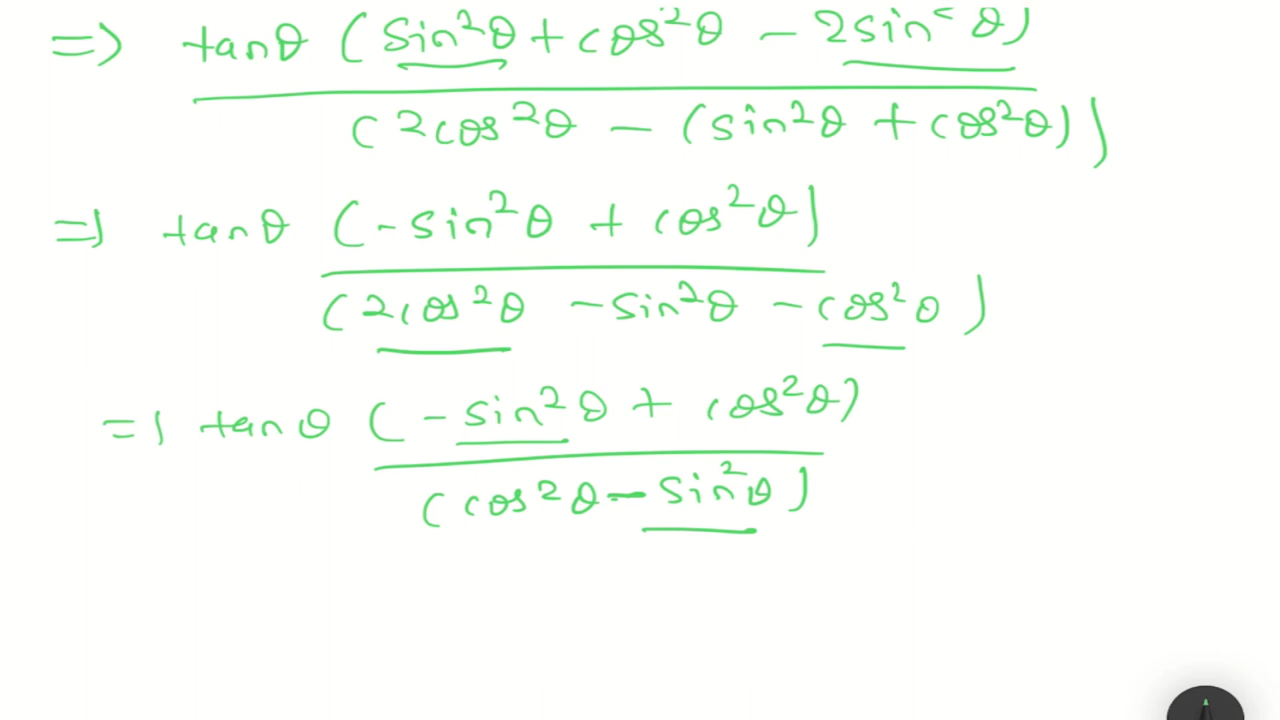 => tanθ (sin²θ + cos²θ - 2sin²θ)
(2cos²θ - (sin²θ + cos²θ))
=> tanθ (-sin²θ + cos²θ)
(2cos²θ - sin²θ - cos²θ)
=> tanθ (-sin²θ + cos²θ)
(cos²θ - sin²θ)